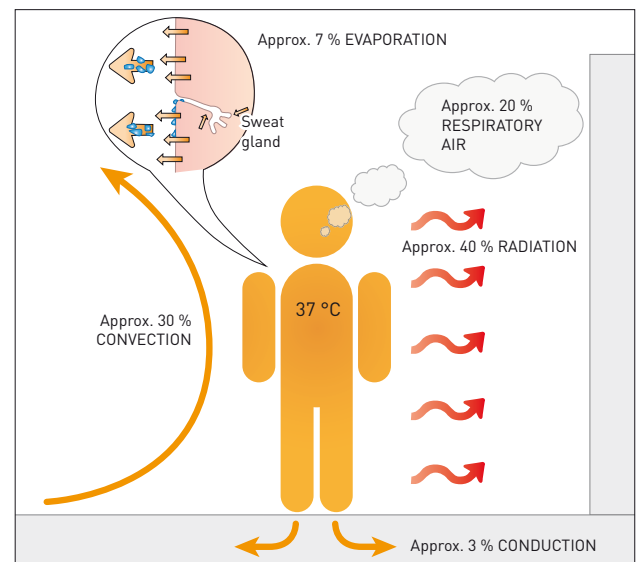 Approx. 7 % EVAPORATION
Sweat
gland
Approx. 20 %
RESPIRATORY
AIR
Approx. 40 % RADIATION
37 °C
Approx. 30 %
CONVECTION
Approx. 3 % CONDUCTION